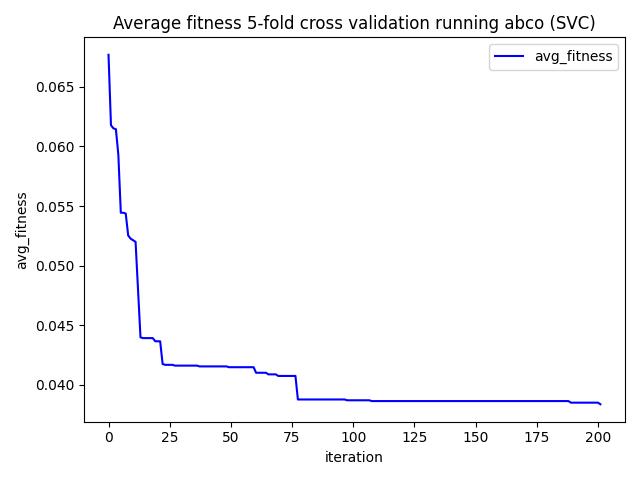 Average fitness 5-fold cross validation running abco (SVC)
avg_fitness
0.065
0.060
0.055
0.050
0.045
0.040
avg_fitness
0 25 50 75 100 125 150 175 200
iteration